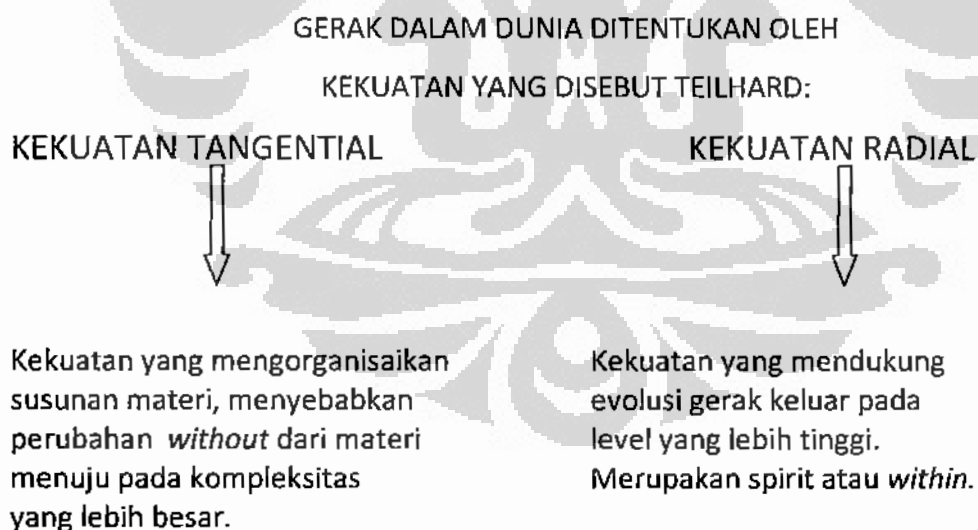 GERAK DALAM DUNIA DITENTUKAN OLEH
KEKUATAN YANG DISEBUT TEILHARD:
KEKUATAN TANGENTIAL
KEKUATAN RADIAL
Kekuatan yang mengorganisaikan
susunan materi, menyebabkan
perubahan without dari materi
menuju pada kompleksitas
yang lebih besar.
Kekuatan yang mendukung
evolusi gerak keluar pada
level yang lebih tinggi.
Merupakan spirit atau within.